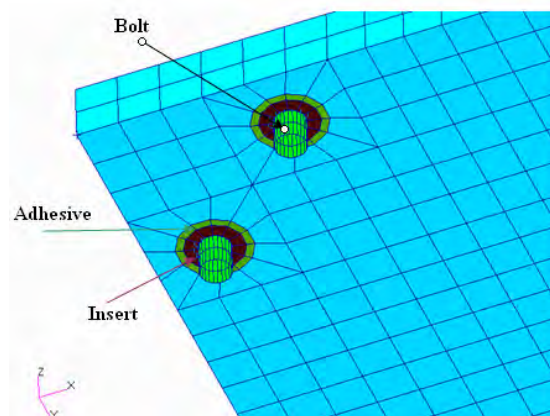 Bolt
Adhesive
Insert
Z
X
Y